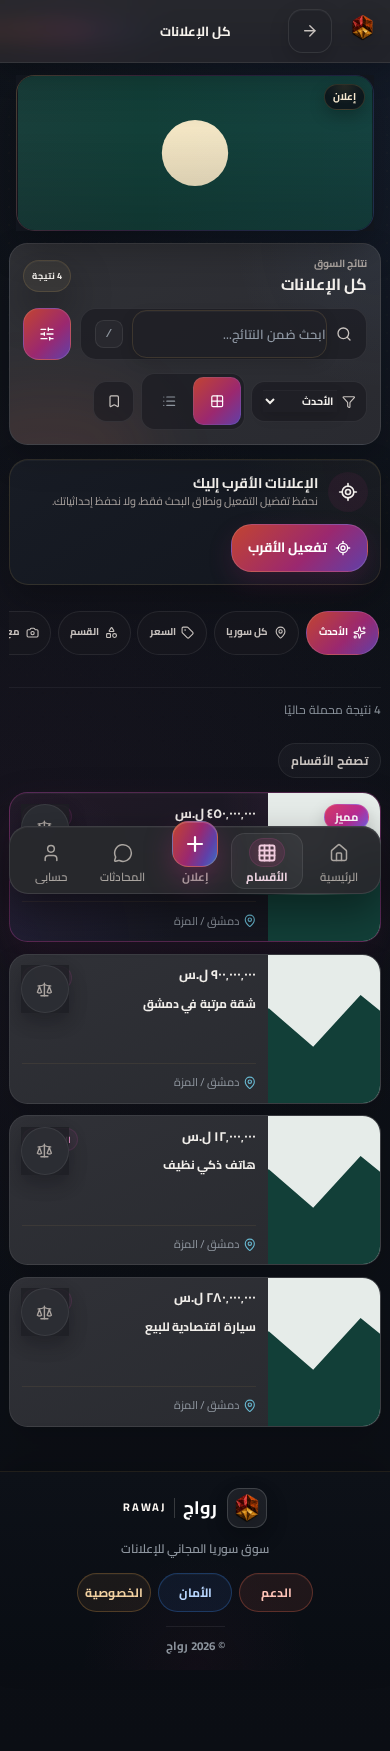 كل الإعلانات
إعلان
نتائج السوق
كل الإعلانات
4 نتيجة
ابحث ضمن النتائج...
/
الأحدث
الإعلانات الأقرب إليك
نحفظ تفضيل التفعيل ونطاق البحث فقط، ولا نحفظ إحداثياتك.
تفعيل الأقرب
الأحدث
كل سوريا
السعر
القسم
4 نتيجة محملة حاليًا
تصفح الأقسام
مميز
٤٥٠,٠٠٠,٠٠٠ ل.س
الرئيسية
الأقسام
إعلان
المحادثات
حسابي
دمشق / المزة
٩٠٠,٠٠٠,٠٠٠ ل.س
شقة مرتبة في دمشق
دمشق / المزة
١٢,٠٠٠,٠٠٠ ل.س
هاتف ذكي نظيف
دمشق / المزة
٢٨٠,٠٠٠,٠٠٠ ل.س
سيارة اقتصادية للبيع
دمشق / المزة
رواج | RAWAJ
سوق سوريا المجاني للإعلانات
الدعم
الأمان
الخصوصية
© 2026 رواج